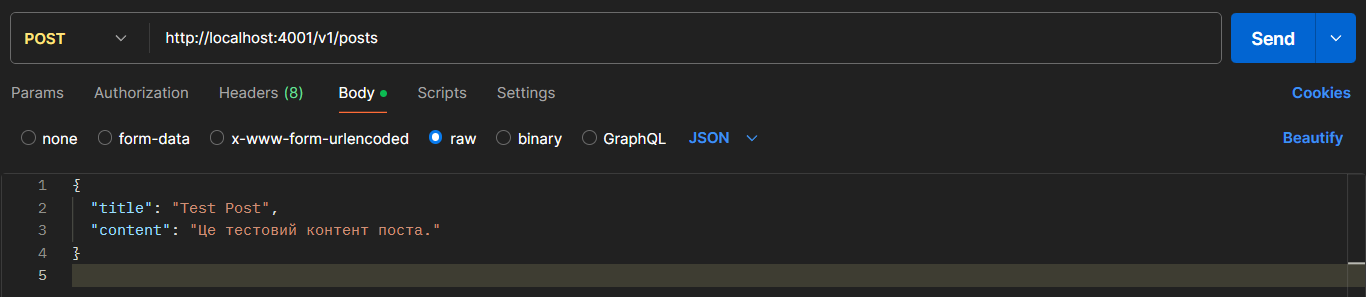 POST http://localhost:4001/v1/posts Send
Params Authorization Headers (8) Body Scripts Settings Cookies
none form-data x-www-form-urlencoded raw binary GraphQL JSON Beautify
1 {
2 "title": "Test Post",
3 "content": "Це тестовий контент поста."
4 }
5